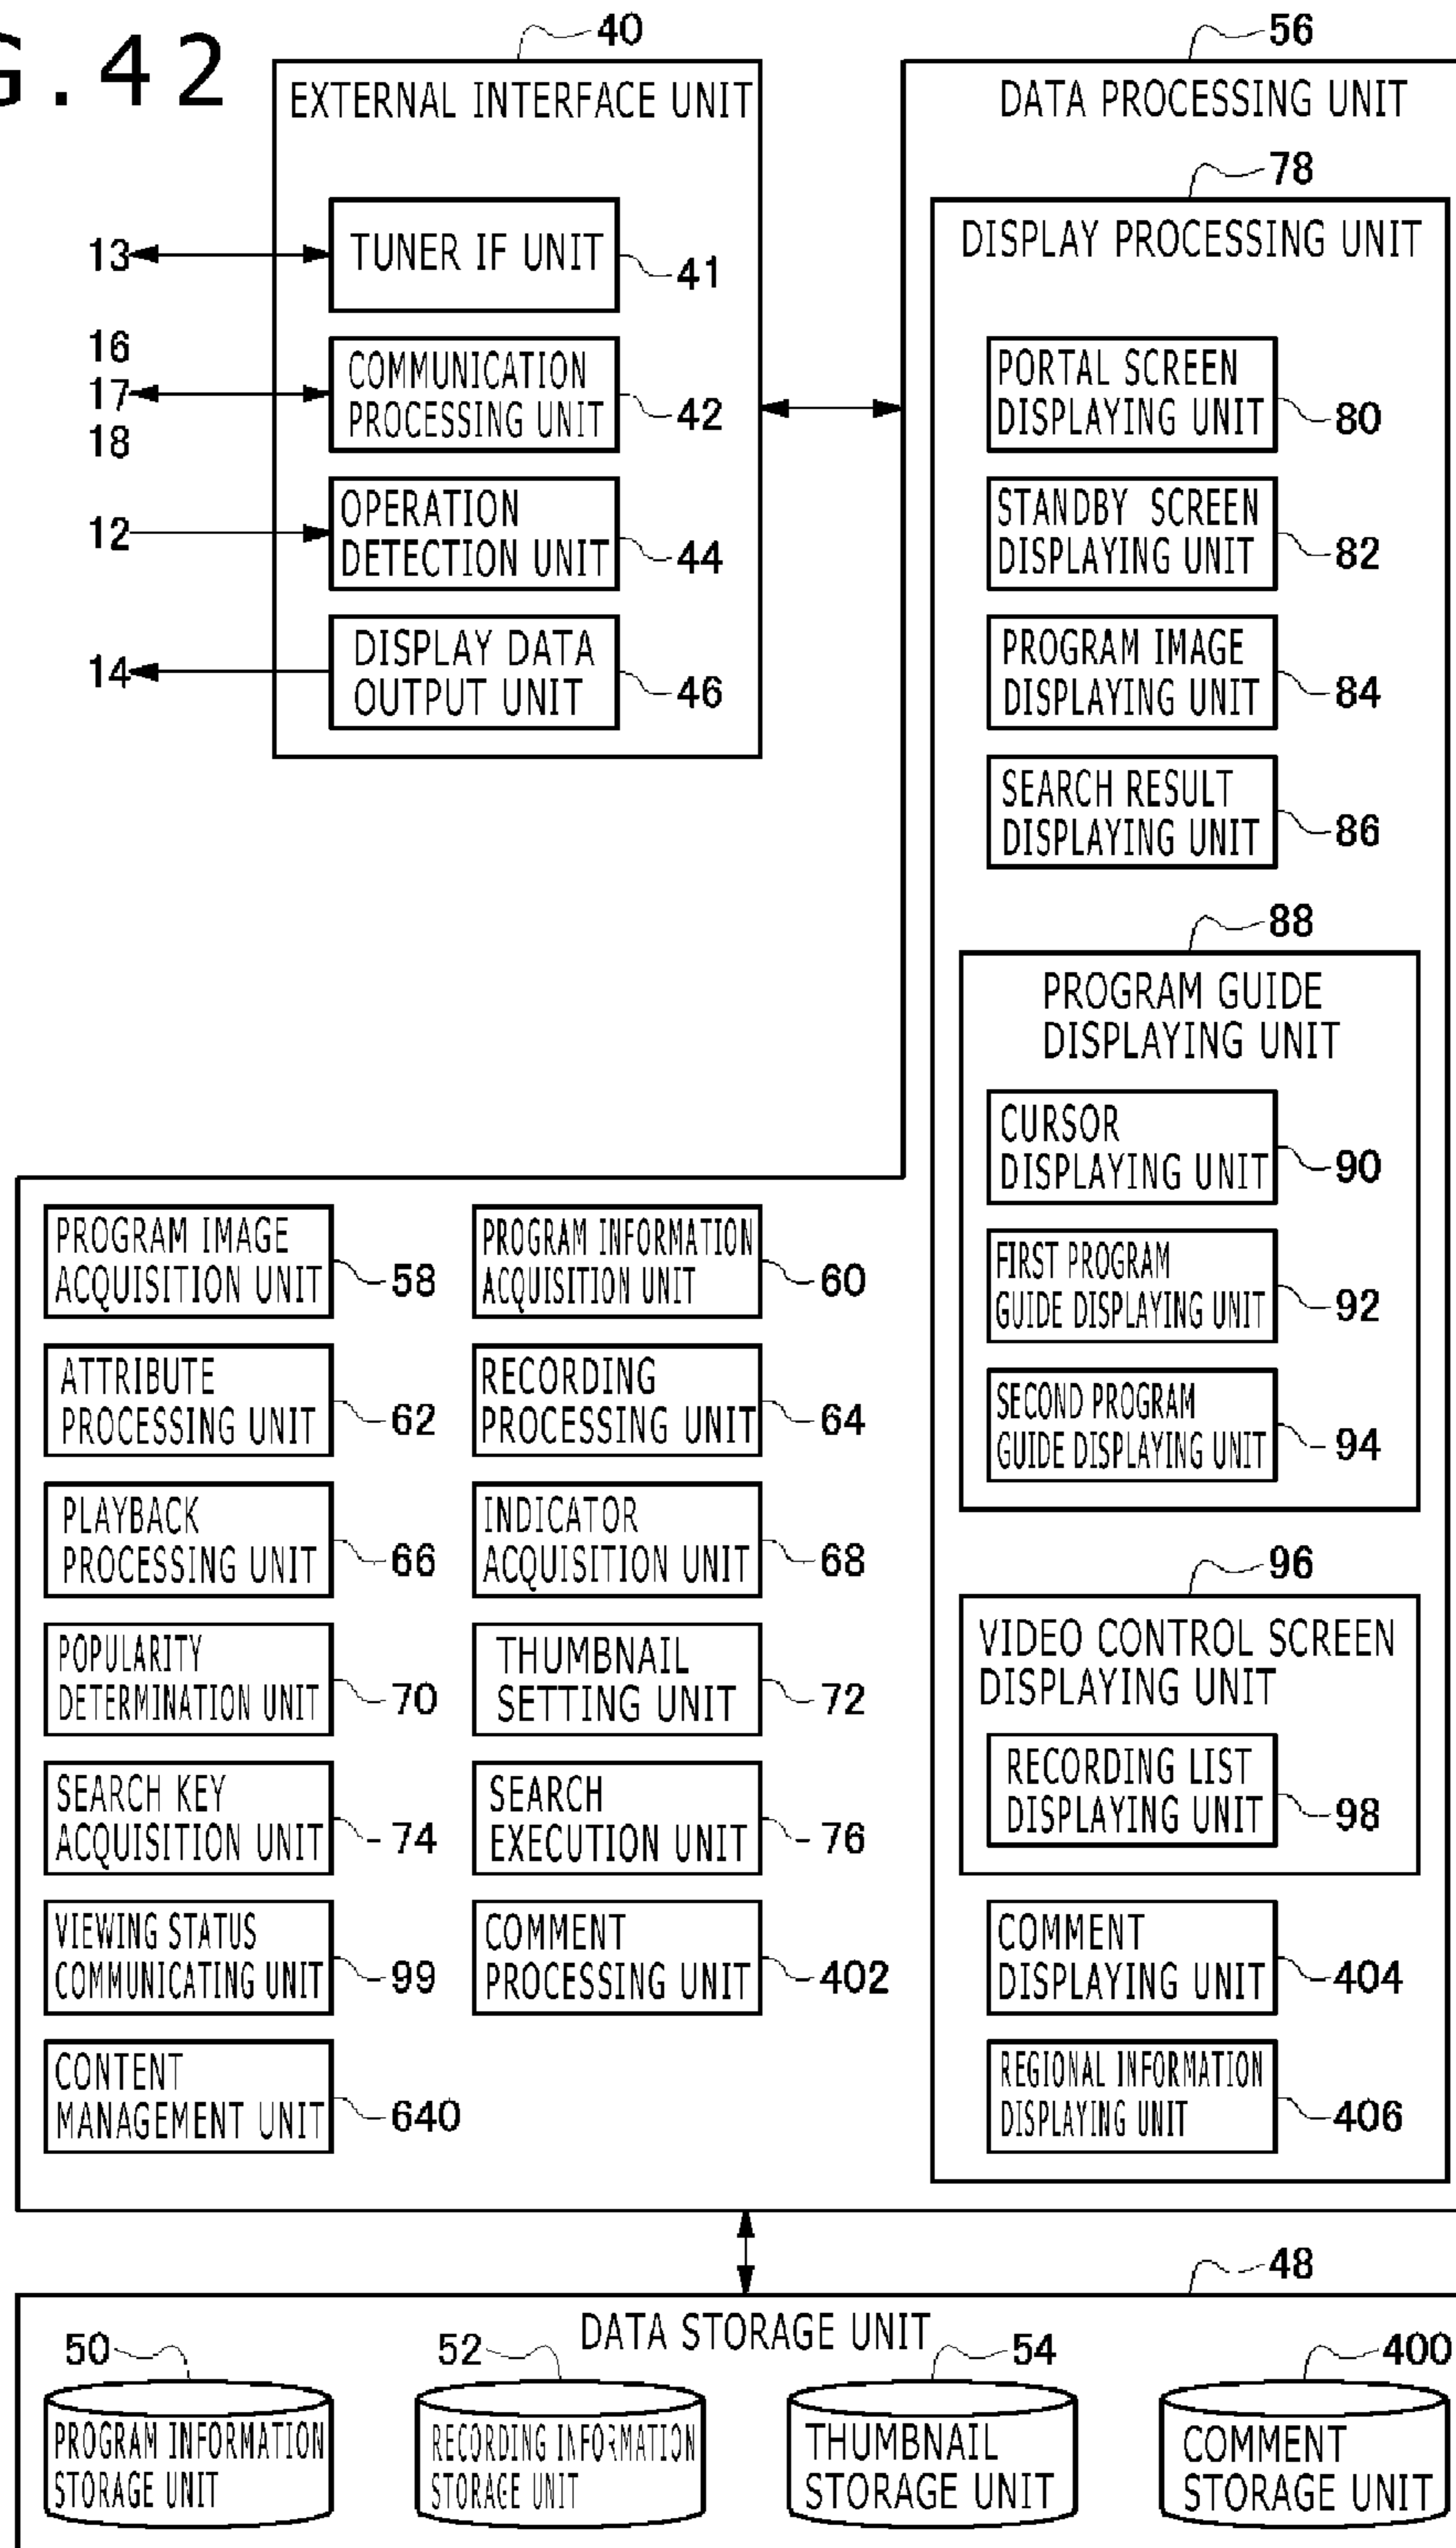 G.42
40
EXTERNAL INTERFACE UNIT
13
TUNER IF UNIT
41
16
17
18
COMMUNICATION
PROCESSING UNIT
42
12
OPERATION
DETECTION UNIT
44
14
DISPLAY DATA
OUTPUT UNIT
46
56
DATA PROCESSING UNIT
78
DISPLAY PROCESSING UNIT
PORTAL SCREEN
DISPLAYING UNIT
80
STANDBY SCREEN
DISPLAYING UNIT
82
PROGRAM IMAGE
DISPLAYING UNIT
84
SEARCH RESULT
DISPLAYING UNIT
86
88
PROGRAM GUIDE
DISPLAYING UNIT
CURSOR
DISPLAYING UNIT
90
FIRST PROGRAM
GUIDE DISPLAYING UNIT
92
SECOND PROGRAM
GUIDE DISPLAYING UNIT
94
96
VIDEO CONTROL SCREEN
DISPLAYING UNIT
RECORDING LIST
DISPLAYING UNIT
98
COMMENT
DISPLAYING UNIT
404
REGIONAL INFORMATION
DISPLAYING UNIT
406
PROGRAM IMAGE
ACQUISITION UNIT
58
PROGRAM INFORMATION
ACQUISITION UNIT
60
ATTRIBUTE
PROCESSING UNIT
62
RECORDING
PROCESSING UNIT
64
PLAYBACK
PROCESSING UNIT
66
INDICATOR
ACQUISITION UNIT
68
POPULARITY
DETERMINATION UNIT
70
THUMBNAIL
SETTING UNIT
72
SEARCH KEY
ACQUISITION UNIT
74
SEARCH
EXECUTION UNIT
76
VIEWING STATUS
COMMUNICATING UNIT
99
COMMENT
PROCESSING UNIT
402
CONTENT
MANAGEMENT UNIT
640
48
DATA STORAGE UNIT
50
PROGRAM INFORMATION
STORAGE UNIT
52
RECORDING INFORMATION
STORAGE UNIT
54
THUMBNAIL
STORAGE UNIT
400
COMMENT
STORAGE UNIT